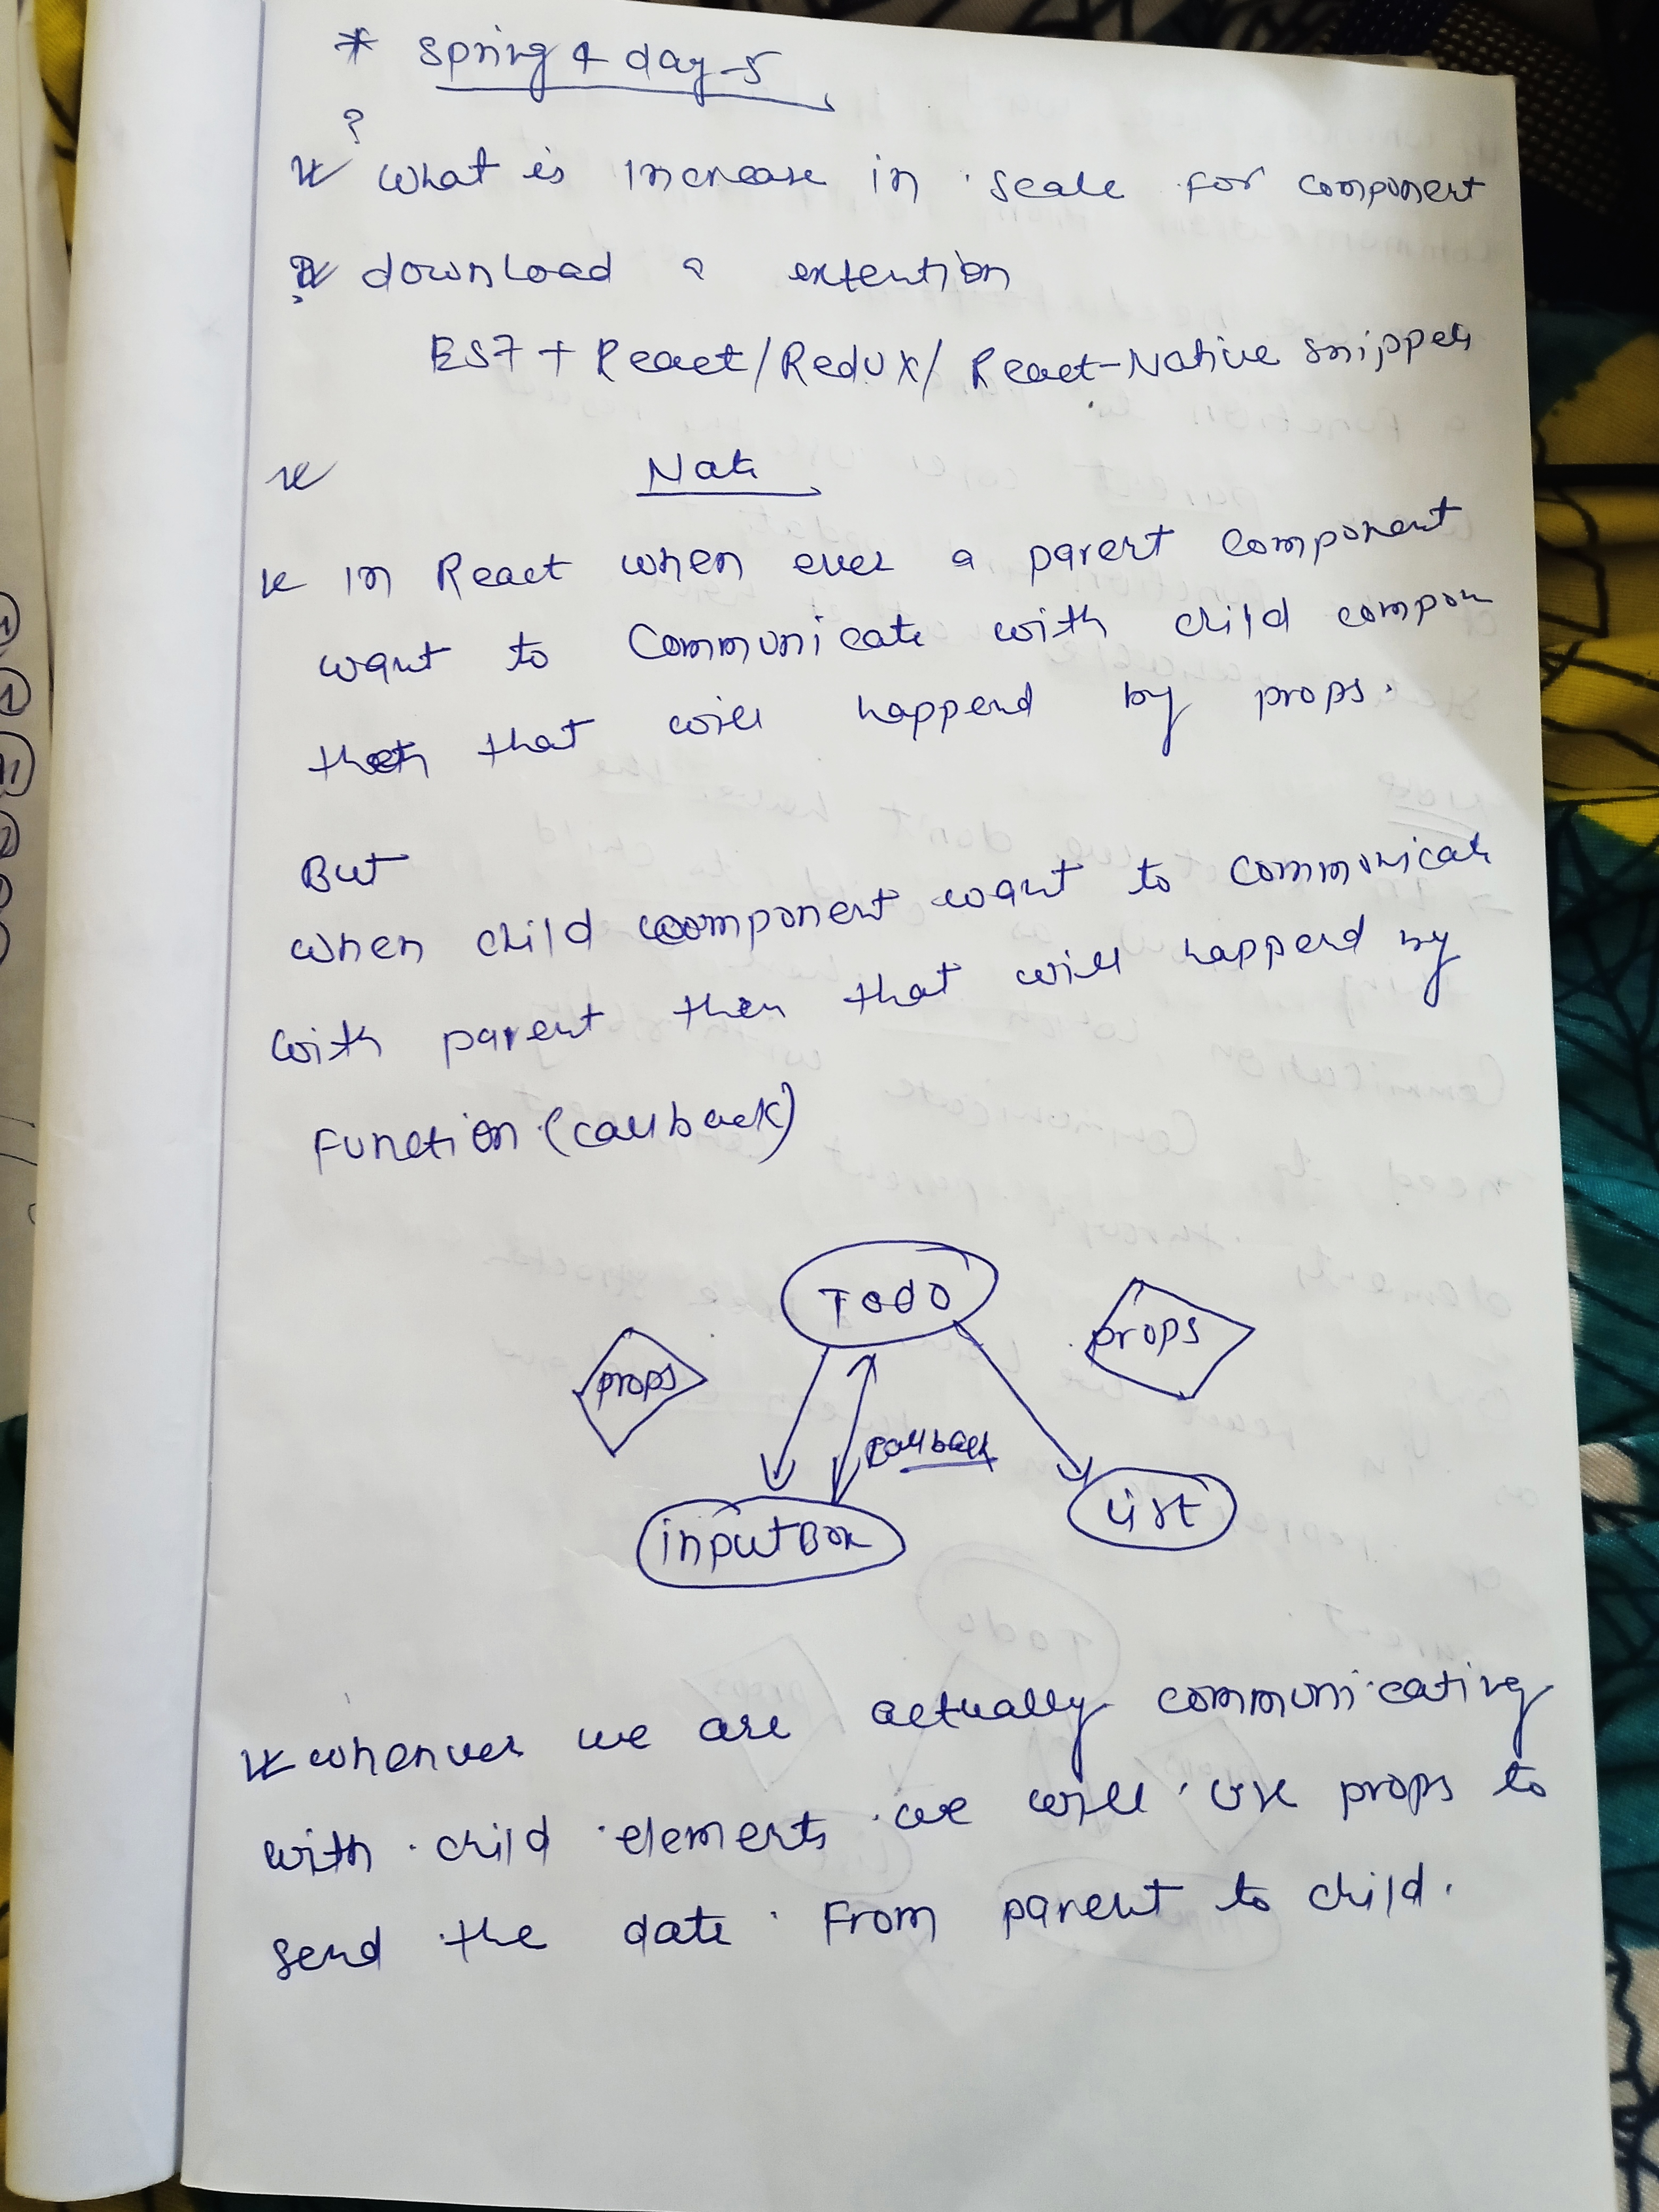 * Spring 4 day-5
?
* What is increase in scale for component
* download a extention
ES7 + React/Redux/ React-Native snippets
* Note
* In React when ever a parent component
want to Communicate with child compon
then that will happend by props.
But
when child component want to communicate
with parent then that will happend by
Function (callback)
Todo
props
props
callback
inputBox
List
* whenver we are actually communicating
with child elements we will use props to
send the date From parent to child.